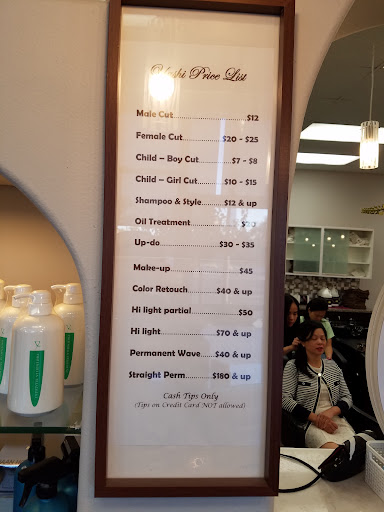 Price List
Male Cut............................$12
Female Cut...............$20 - $25
Child – Boy Cut..............$7 - $8
Child – Girl Cut...........$10 - $15
Shampoo & Style........$12 & up
Oil Treatment
Up-do........................$30 - $35
Make-up...........................$45
Color Retouch............$40 & up
Hi light partial..................$50
Hi light........................$70 & up
Permanent Wave.......$40 & up
Straight Perm...........$180 & up
Cash Tips Only
(Tips on Credit Card NOT allowed)